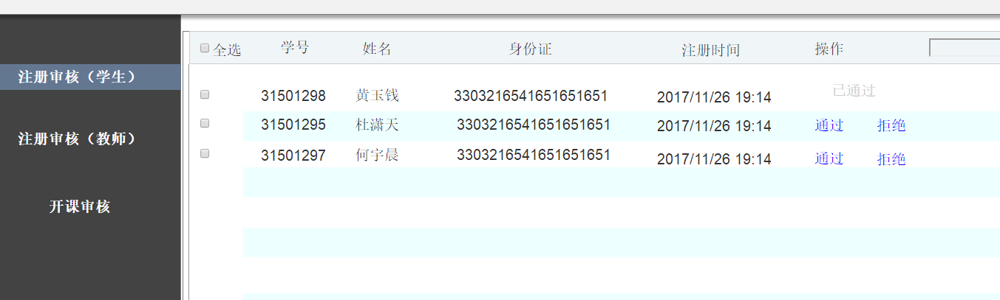 全选 学号 姓名 身份证 注册时间 操作
注册审核（学生）
31501298 黄玉钱 3303216541651651651 2017/11/26 19:14 已通过
31501295 杜潇天 3303216541651651651 2017/11/26 19:14 通过 拒绝
注册审核（教师）
31501297 何宇晨 3303216541651651651 2017/11/26 19:14 通过 拒绝
开课审核